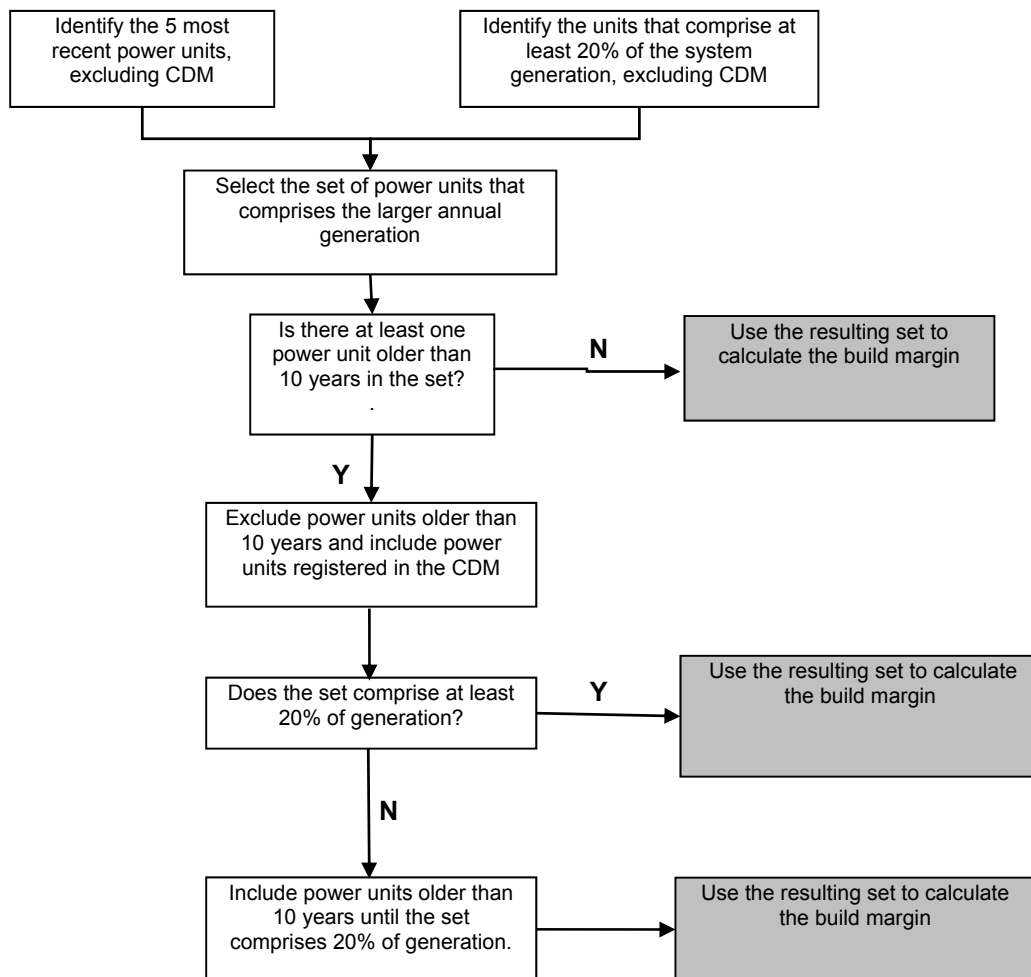 Identify the 5 most
recent power units,
excluding CDM
Identify the units that comprise at
least 20% of the system
generation, excluding CDM
Select the set of power units that
comprises the larger annual
generation
Is there at least one
power unit older than
10 years in the set?
.
N
Use the resulting set to
calculate the build margin
Y
Exclude power units older than
10 years and include power
units registered in the CDM
Does the set comprise at least
20% of generation?
Y
Use the resulting set to calculate
the build margin
N
Include power units older than
10 years until the set
comprises 20% of generation.
Use the resulting set to calculate
the build margin